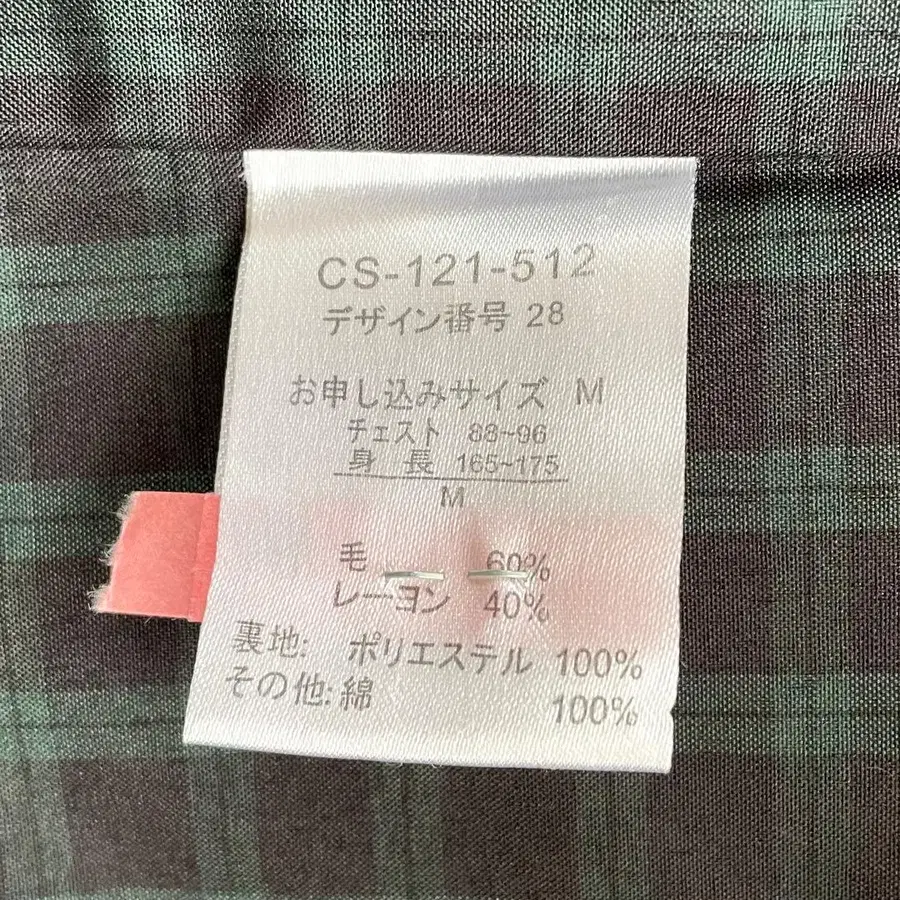 CS-121-512
デザイン番号 28
お申し込みサイズ M
チェスト 88~96
身 長 165~175
M
毛 60%
レーヨン 40%
裏地: ポリエステル 100%
その他: 綿 100%